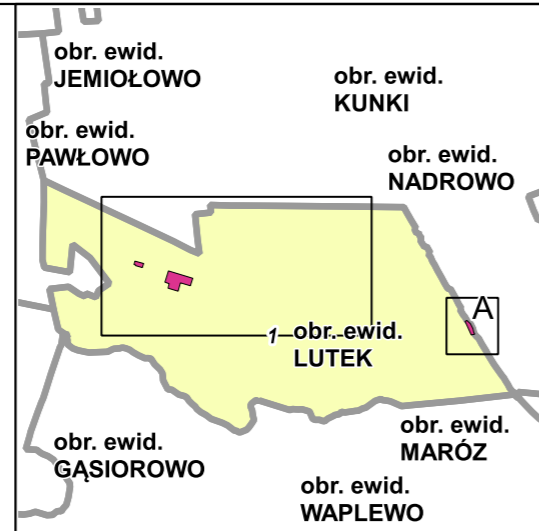 obr. ewid.
JEMIOŁOWO
obr. ewid.
KUNKI
obr. ewid.
PAWŁOWO
obr. ewid.
NADROWO
A
1
obr. ewid.
LUTEK
obr. ewid.
MARÓZ
obr. ewid.
GĄSIOROWO
obr. ewid.
WAPLEWO